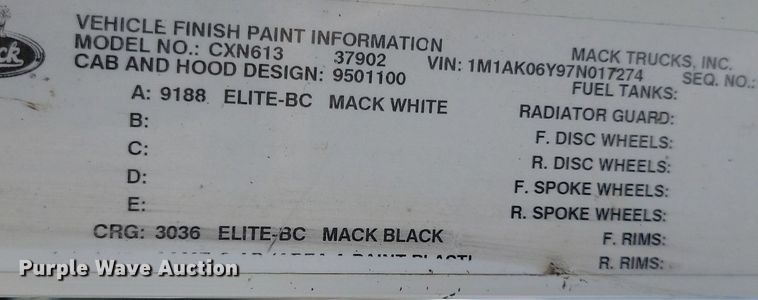 VEHICLE FINISH PAINT INFORMATION
MODEL NO.: CXN613 37902 VIN: 1M1AK06Y97N017274 MACK TRUCKS, INC.
CAB AND HOOD DESIGN: 9501100 SEQ. NO.:
FUEL TANKS:
A: 9188 ELITE-BC MACK WHITE RADIATOR GUARD:
B: F. DISC WHEELS:
C: R. DISC WHEELS:
D: F. SPOKE WHEELS:
E: R. SPOKE WHEELS:
CRG: 3036 ELITE-BC MACK BLACK F. RIMS:
R. RIMS:
Purple Wave Auction